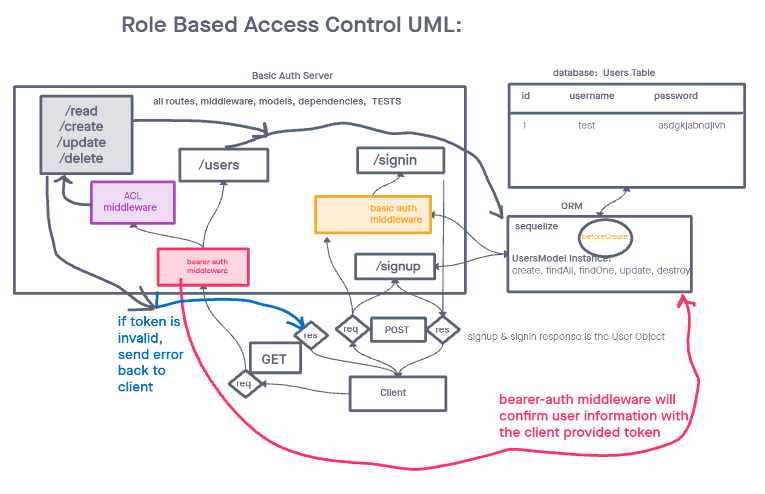 Role Based Access Control UML:
Basic Auth Server
database: Users Table
all routes, middleware, models, dependencies, TESTS
id username password
1 test asdgkjabndjlvh
/read
/create
/update
/delete
/users
/signin
ACL
middleware
basic auth
middleware
bearer auth
middleware
/signup
ORM
sequelize
beforeCreate
UsersModel Instance:
create, findAll, findOne, update, destroy
if token is
invalid,
send error
back to
client
res
req
POST
res
signup & signin response is the User Object
GET
req
Client
bearer-auth middleware will
confirm user information with
the client provided token